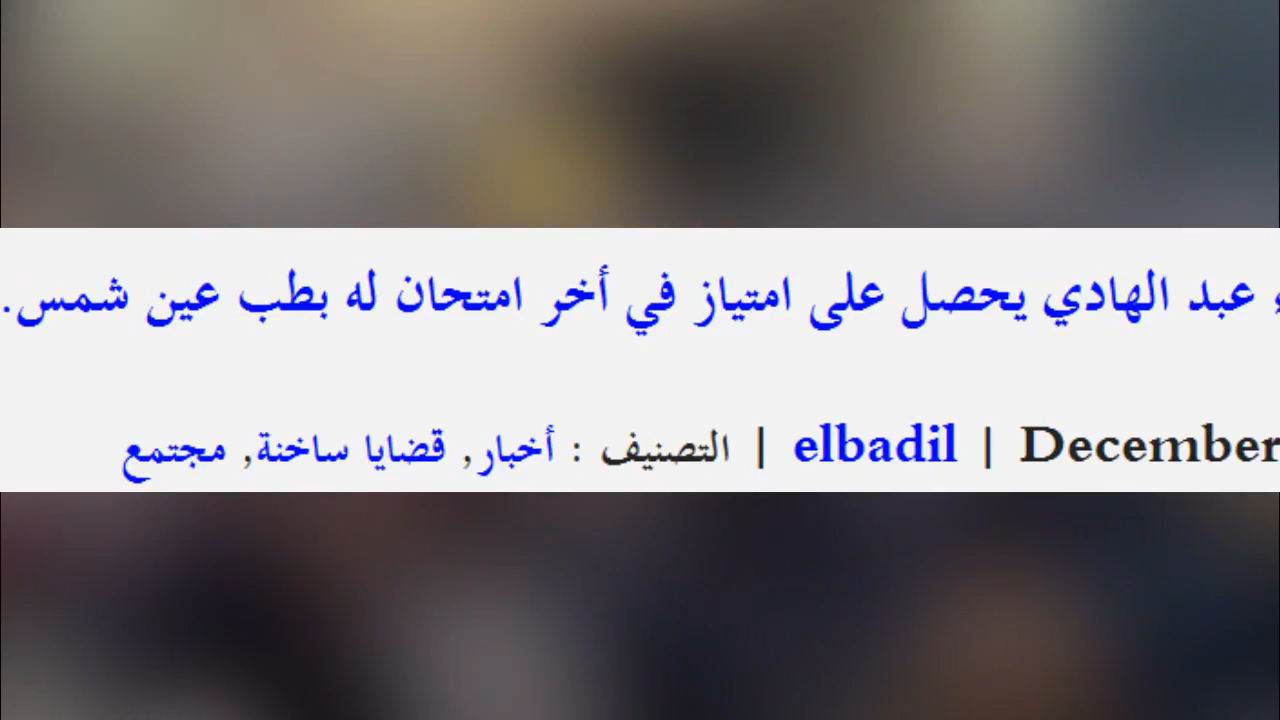 عبد الهادي يحصل على امتياز في أخر امتحان له بطب عين شمس.
December | elbadil | التصنيف : أخبار, قضايا ساخنة, مجتمع